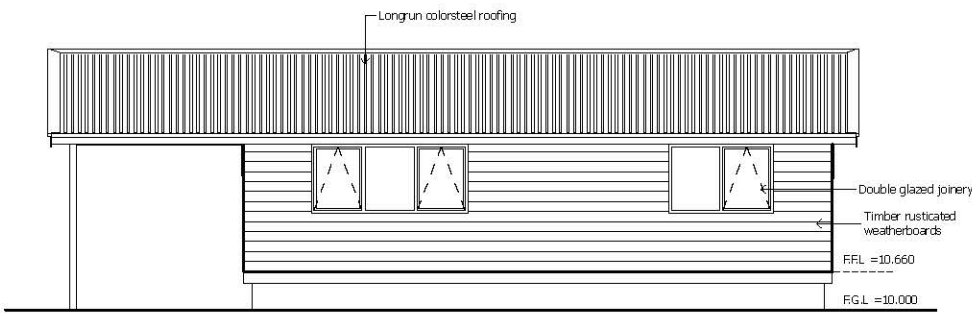 Longrun colorsteel roofing
Double glazed joinery
Timber rusticated
weatherboards
F.F.L =10.660
F.G.L =10.000